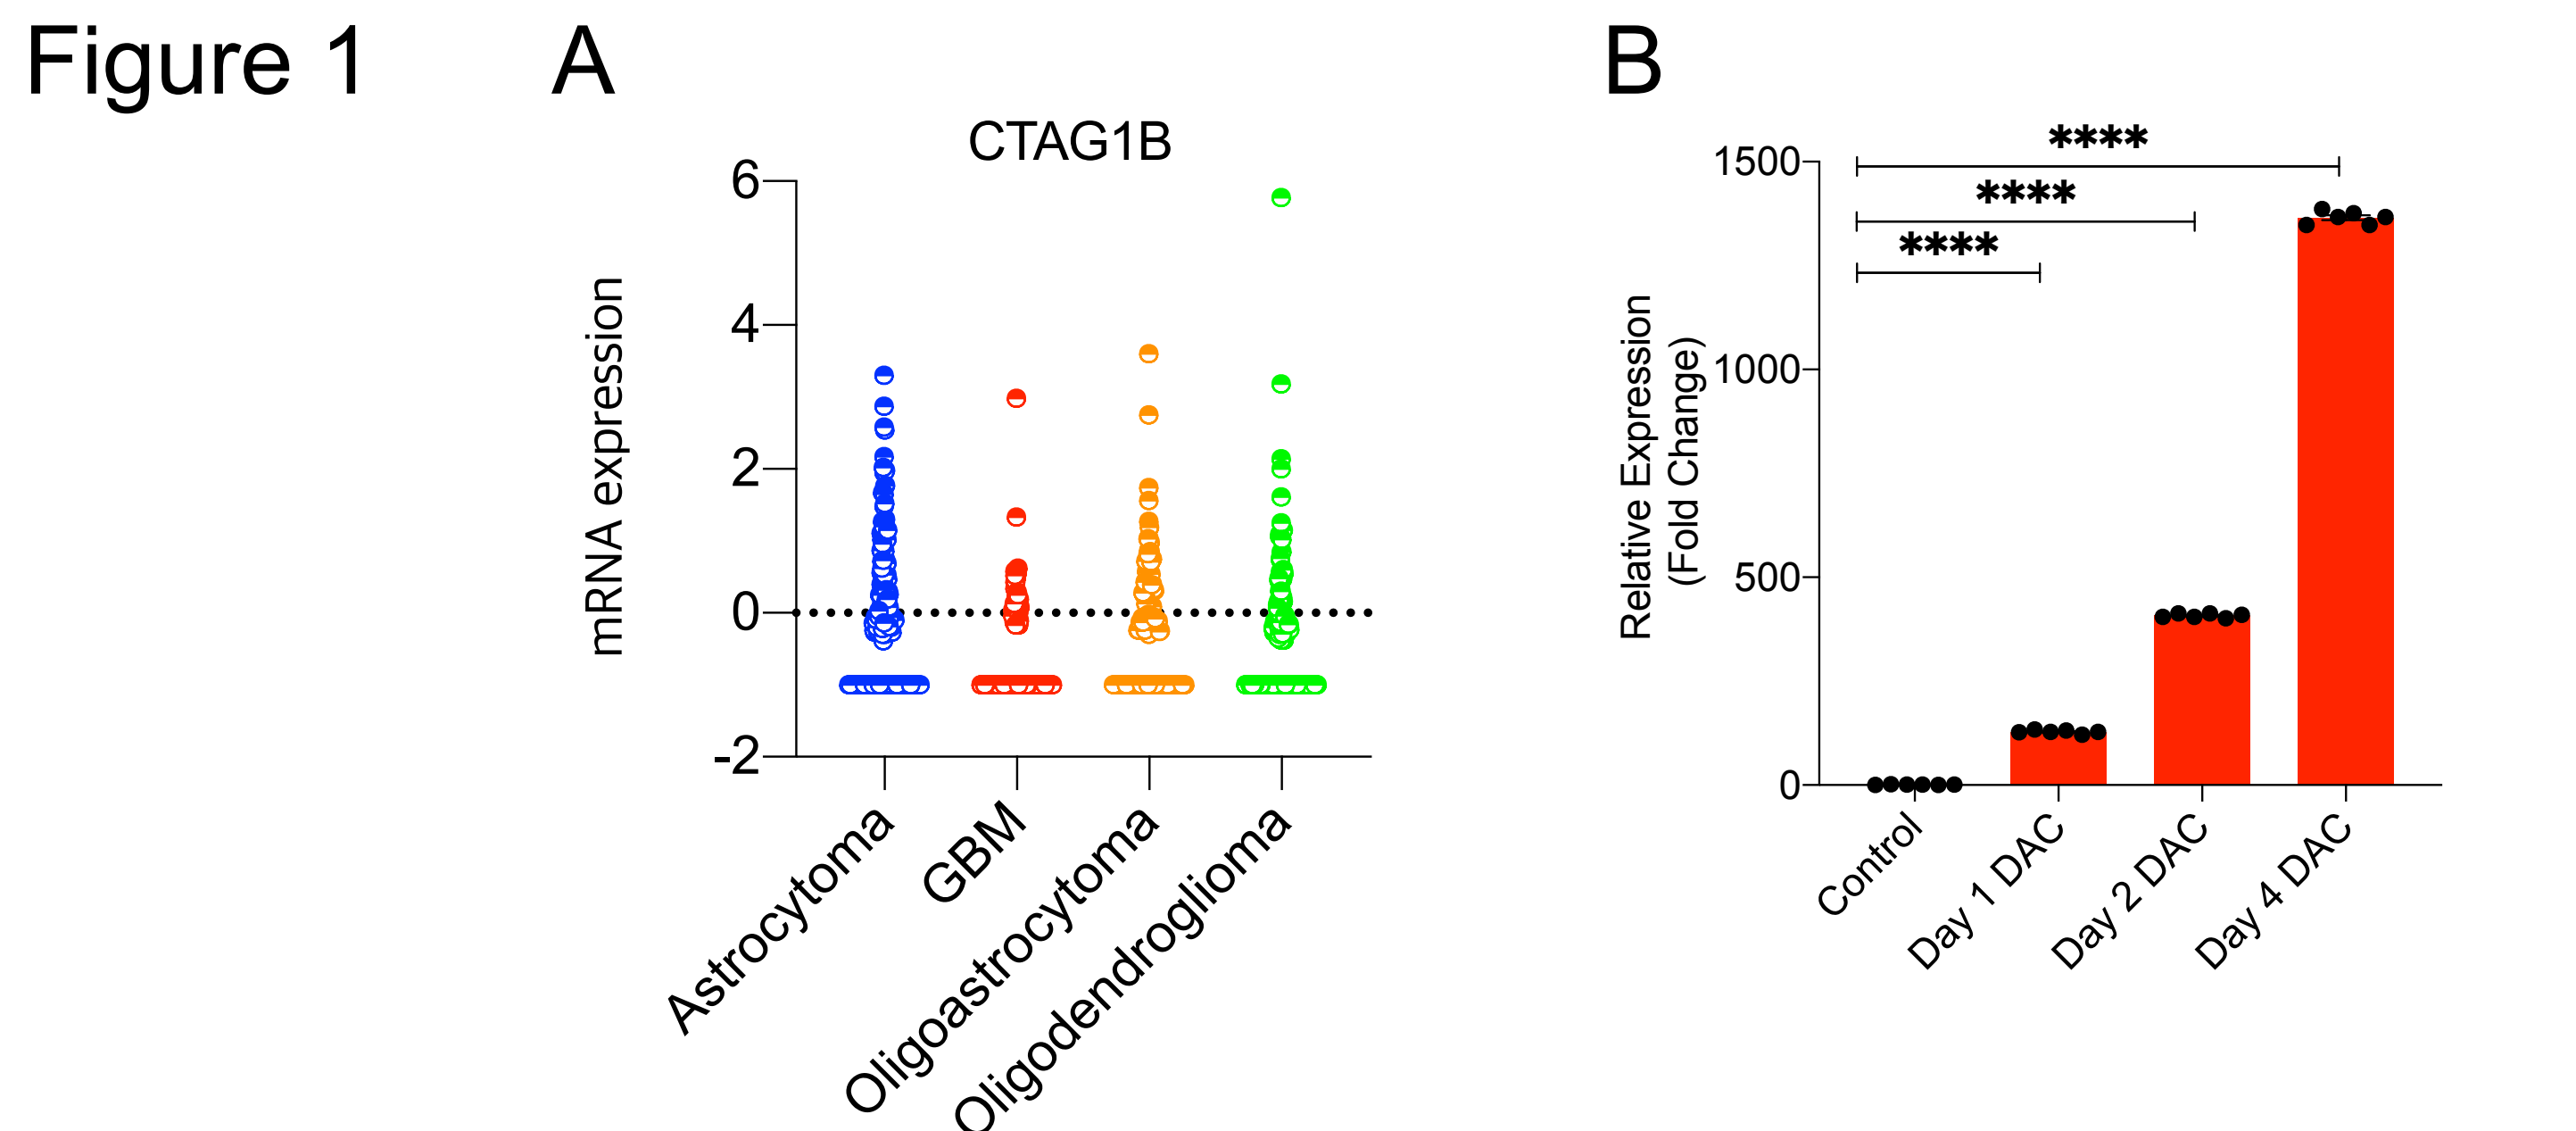 Figure 1
A
CTAG1B
mRNA expression
6
4
2
0
-2
Astrocytoma
GBM
Oligoastrocytoma
Oligodendroglioma
B
****
****
****
Relative Expression
(Fold Change)
1500
1000
500
0
Control
Day 1 DAC
Day 2 DAC
Day 4 DAC